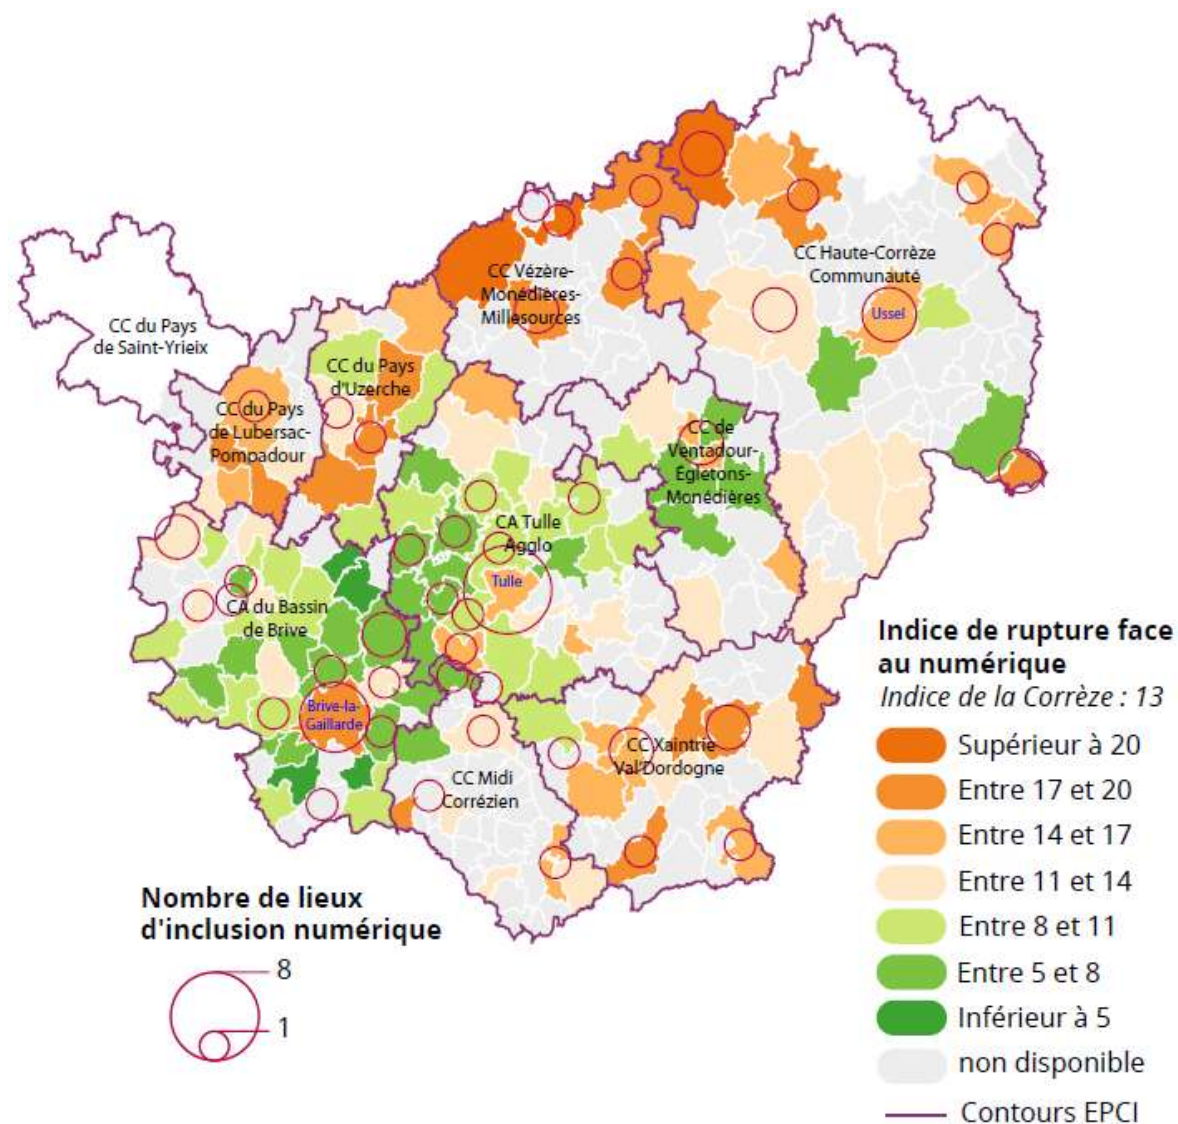 CC Haute-Corrèze
Communauté
CC Vézère-
Monédières-
Millesources
Ussel
CC du Pays
de Saint-Yrieix
CC du Pays
d'Uzerche
CC du Pays
de Lubersac-
Pompadour
CC de
Ventadour-
Égletons-
Monédières
CA Tulle
Agglo
Tulle
CA du Bassin
de Brive
Brive-la-
Gaillarde
CC Xaintrie
Val'Dordogne
CC Midi
Corrézien
Indice de rupture face
au numérique
Indice de la Corrèze : 13
Supérieur à 20
Entre 17 et 20
Entre 14 et 17
Entre 11 et 14
Entre 8 et 11
Entre 5 et 8
Inférieur à 5
non disponible
Contours EPCI
Nombre de lieux
d'inclusion numérique
8
1